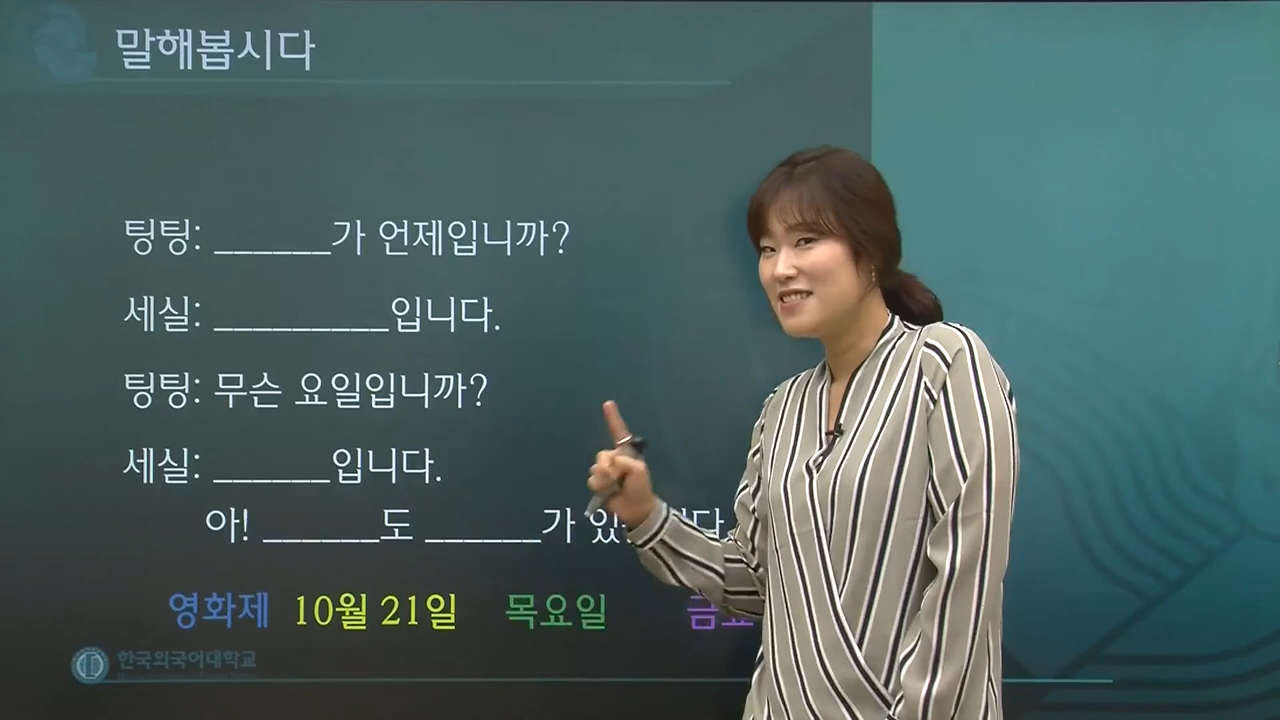 말해봅시다
팅팅: ______가 언제입니까?
세실: _________입니다.
팅팅: 무슨 요일입니까?
세실: ______입니다.
아! ______도 ______가
영화제 10월 21일 목요일
한국외국어대학교